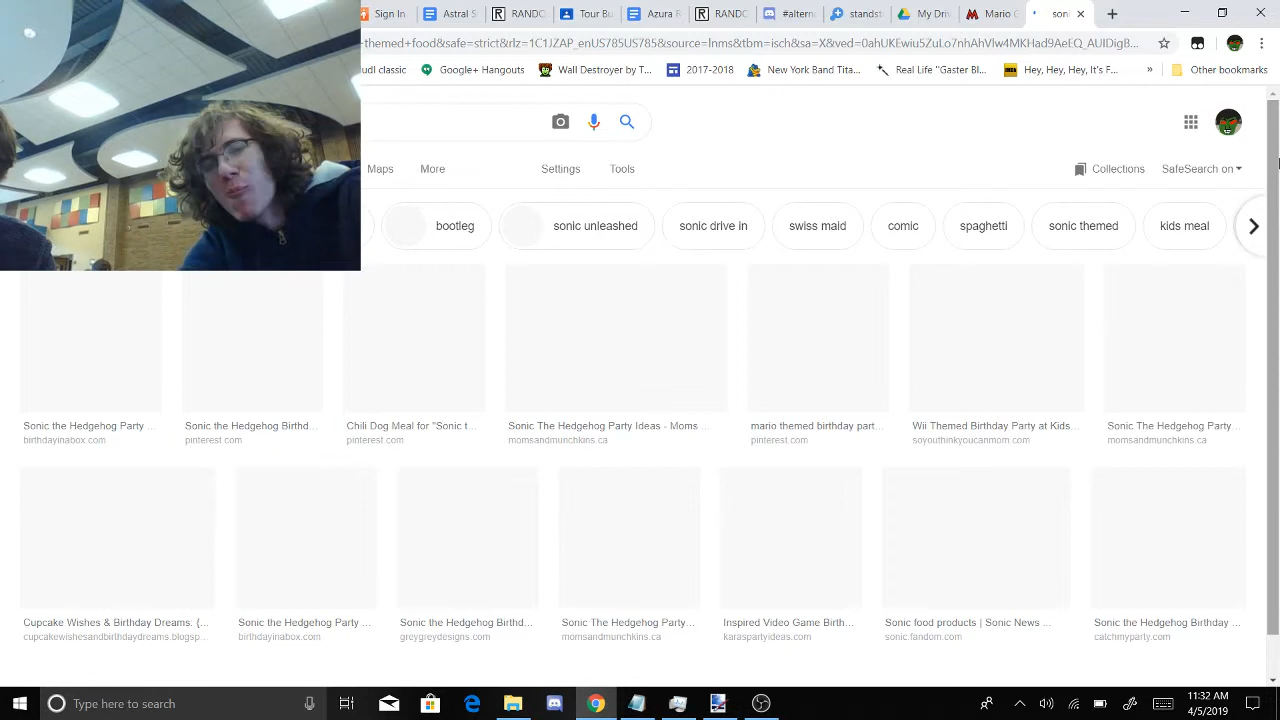 Sign In
Astral S
RANDO
Tour Bu
Azura R
RANDO
mitterne
standst
My Driv
Mario G
soni
-themed+food&safe=strict&rlz=1C1JZAP_enUS785US785&source=lnms&tbm=isch&sa=X&ved=
udl classic
Google+ Hangouts
Wall Destroyer by T...
2017-2018
New York Band Tita...
Real Life "Gaster Bl...
Hey, Hey, Hey, It's F...
»
Other bookmarks
Maps
More
Settings
Tools
Collections
SafeSearch on
bootleg
sonic unleashed
sonic drive in
swiss maid
comic
spaghetti
sonic themed
kids meal
Sonic the Hedgehog Party ...
Sonic the Hedgehog Birthd...
Chili Dog Meal for "Sonic t...
Sonic The Hedgehog Party Ideas - Moms ...
mario themed birthday part...
Wii Themed Birthday Party at Kids...
Sonic The Hedgehog Party...
birthdayinabox.com
pinterest.com
pinterest.com
momsandmunchkins.ca
pinterest.com
soyouthinkyoucanmom.com
momsandmunchkins.ca
Cupcake Wishes & Birthday Dreams: {...
Sonic the Hedgehog Party ...
Sonic the Hedgehog Birthd...
Sonic The Hedgehog Party...
Inspired Video Game Birth...
Sonic food products | Sonic News ...
Sonic the Hedgehog Birthday ...
cupcakewishesandbirthdaydreams.blogsp...
birthdayinabox.com
greygreydesigns.com
momsandmunchkins.ca
karaspartyideas.com
sonic.fandom.com
catchmyparty.com
Type here to search
11:32 AM
4/5/2019